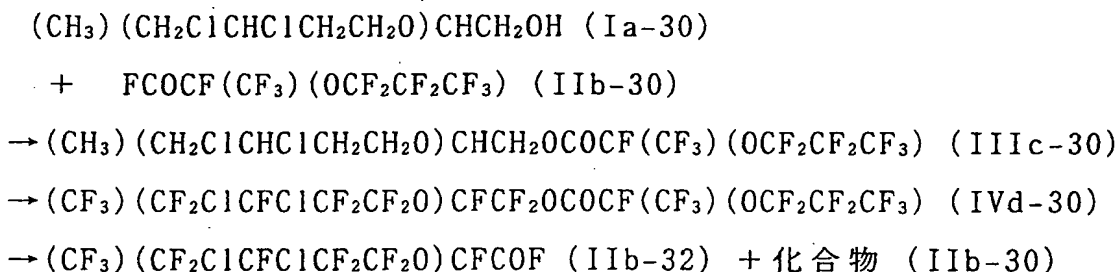 (CH₃)(CH₂ClCHClCH₂CH₂O)CHCH₂OH (Ia-30)
+ FCOCF(CF₃)(OCF₂CF₂CF₃) (IIb-30)
→(CH₃)(CH₂ClCHClCH₂CH₂O)CHCH₂OCOCF(CF₃)(OCF₂CF₂CF₃) (IIIc-30)
→(CF₃)(CF₂ClCFClCF₂CF₂O)CFCF₂OCOCF(CF₃)(OCF₂CF₂CF₃) (IVd-30)
→(CF₃)(CF₂ClCFClCF₂CF₂O)CFCOF (IIb-32) +化合物 (IIb-30)